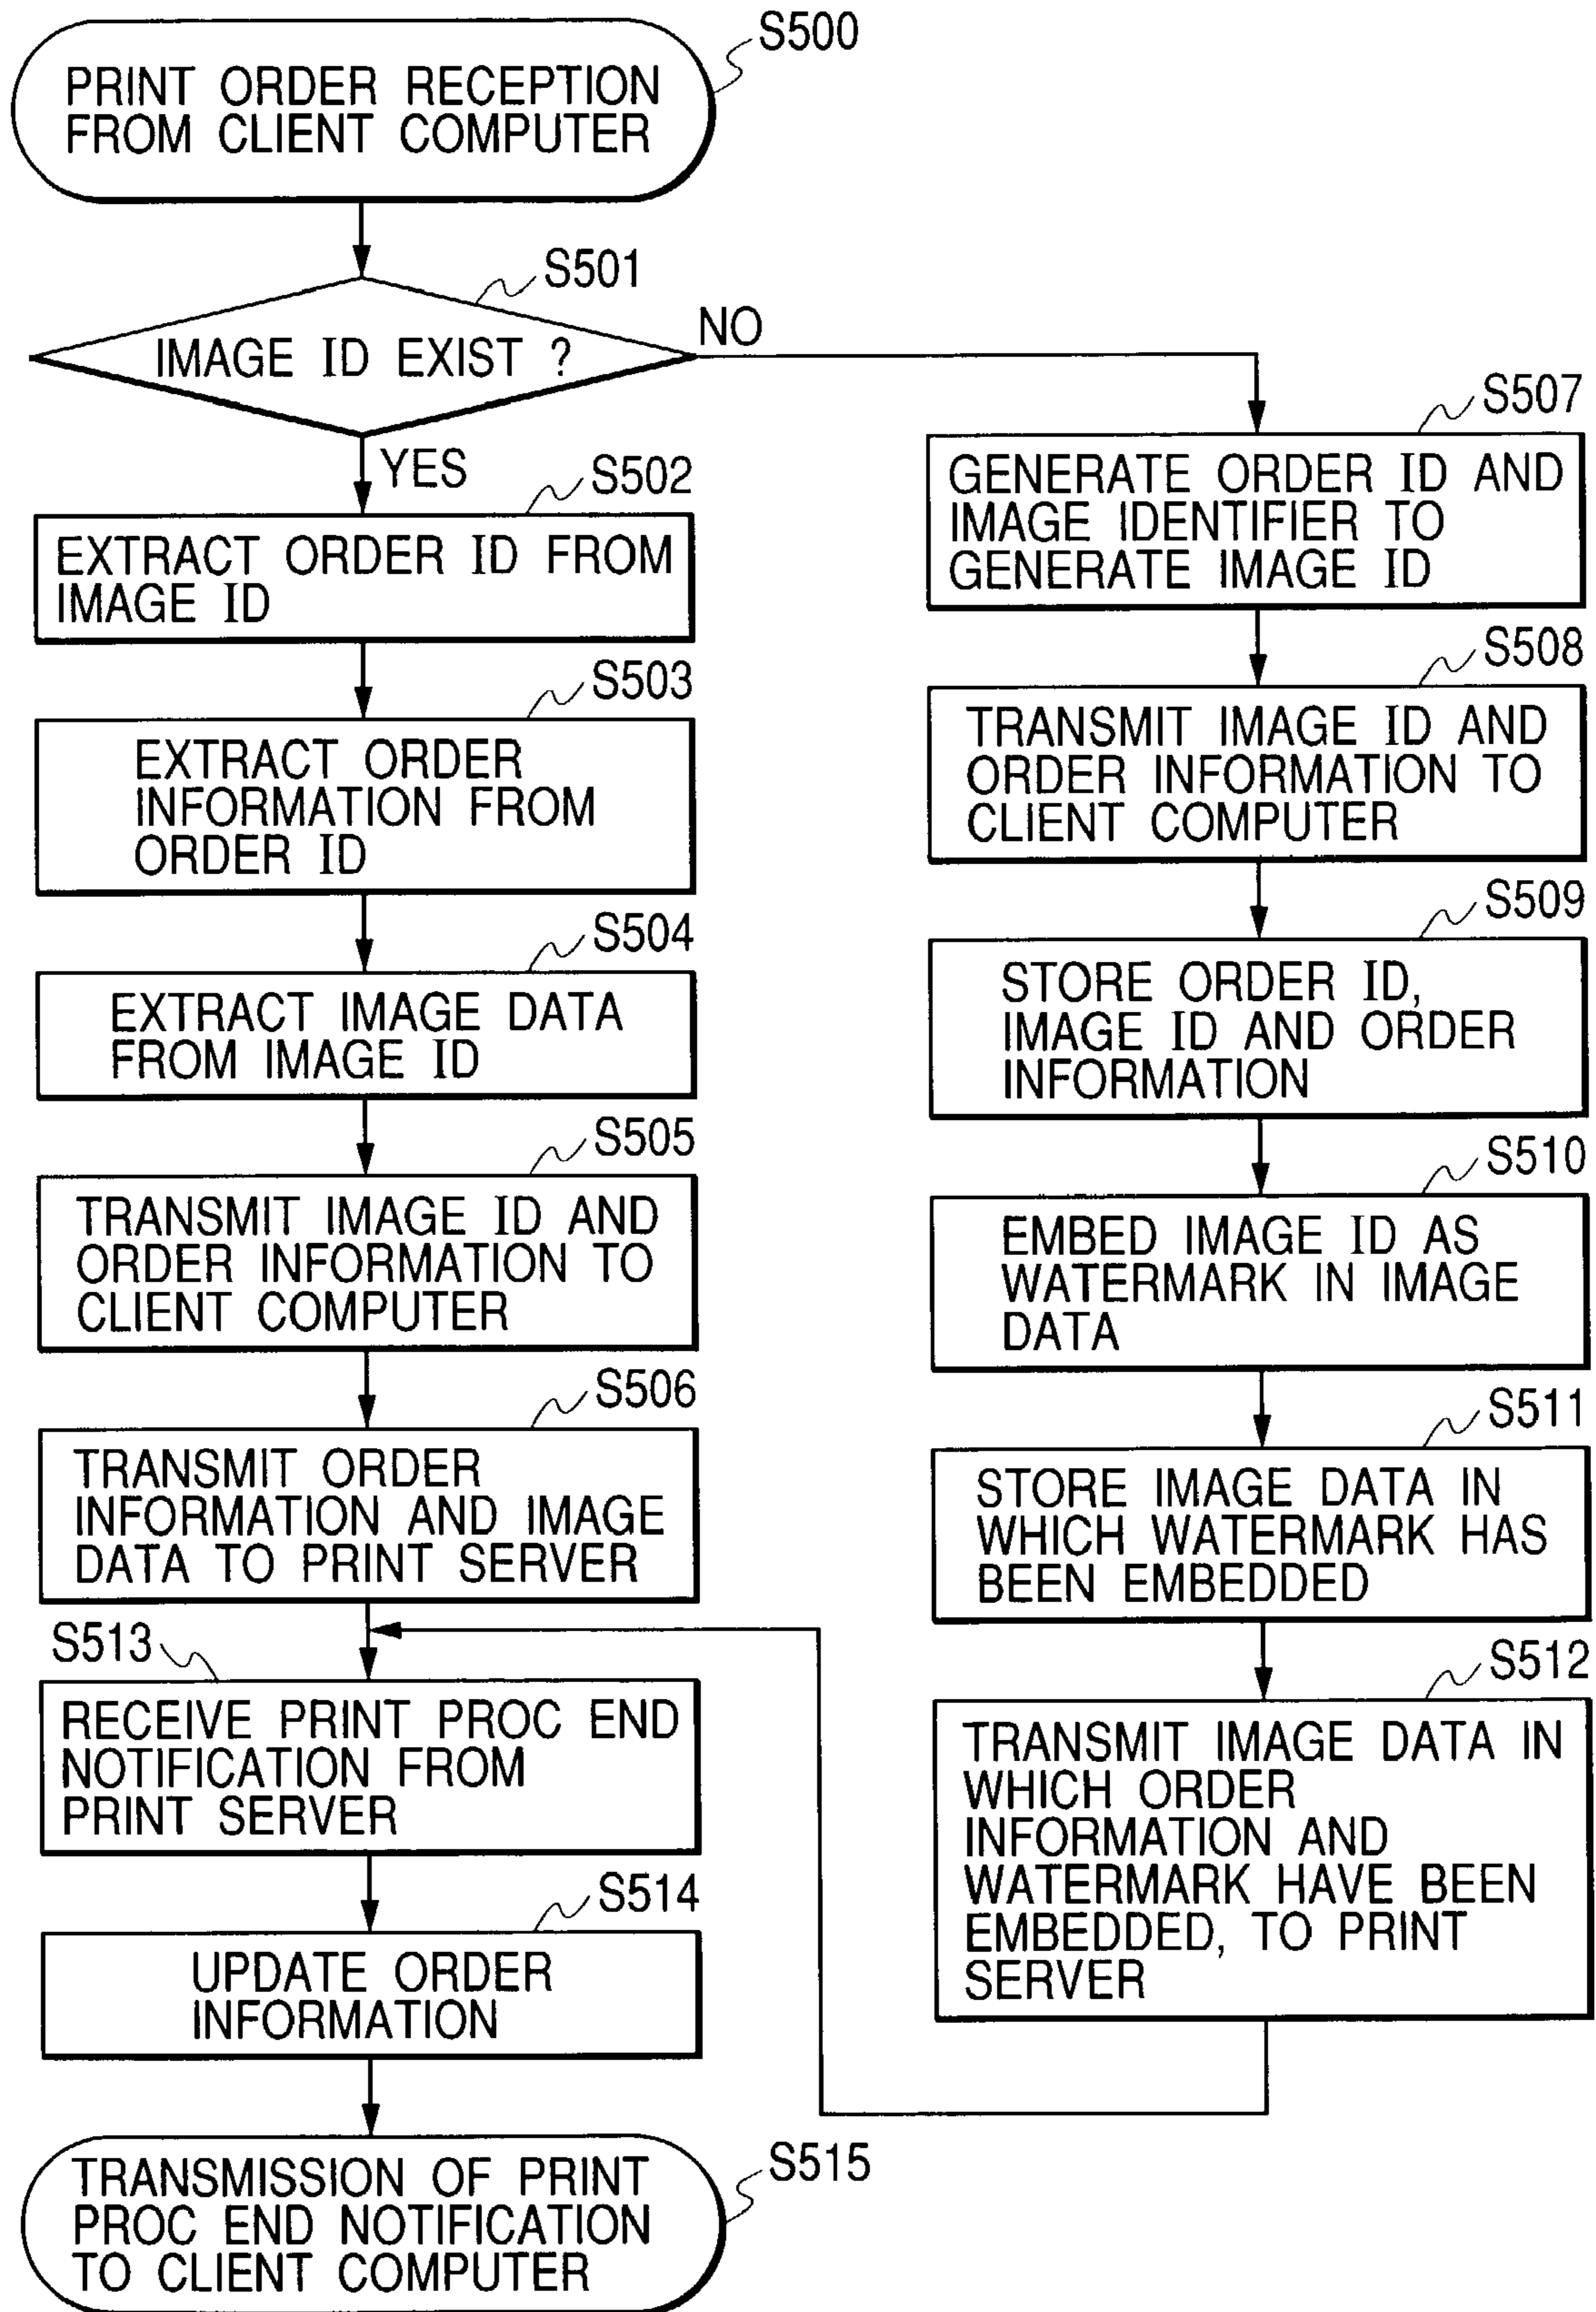 S500
PRINT ORDER RECEPTION
FROM CLIENT COMPUTER
S501
IMAGE ID EXIST ?
NO
YES
S502
EXTRACT ORDER ID FROM
IMAGE ID
S503
EXTRACT ORDER
INFORMATION FROM
ORDER ID
S504
EXTRACT IMAGE DATA
FROM IMAGE ID
S505
TRANSMIT IMAGE ID AND
ORDER INFORMATION TO
CLIENT COMPUTER
S506
TRANSMIT ORDER
INFORMATION AND IMAGE
DATA TO PRINT SERVER
S507
GENERATE ORDER ID AND
IMAGE IDENTIFIER TO
GENERATE IMAGE ID
S508
TRANSMIT IMAGE ID AND
ORDER INFORMATION TO
CLIENT COMPUTER
S509
STORE ORDER ID,
IMAGE ID AND ORDER
INFORMATION
S510
EMBED IMAGE ID AS
WATERMARK IN IMAGE
DATA
S511
STORE IMAGE DATA IN
WHICH WATERMARK HAS
BEEN EMBEDDED
S512
TRANSMIT IMAGE DATA IN
WHICH ORDER
INFORMATION AND
WATERMARK HAVE BEEN
EMBEDDED, TO PRINT
SERVER
S513
RECEIVE PRINT PROC END
NOTIFICATION FROM
PRINT SERVER
S514
UPDATE ORDER
INFORMATION
S515
TRANSMISSION OF PRINT
PROC END NOTIFICATION
TO CLIENT COMPUTER